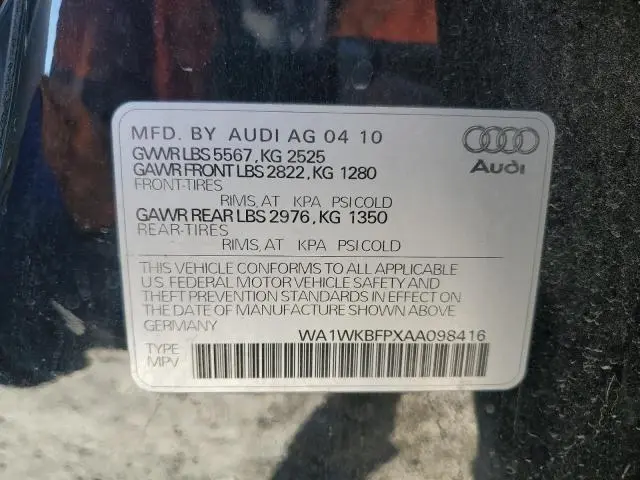 MFD. BY AUDI AG 04 10
GVWR LBS 5567, KG 2525
GAWR FRONT LBS 2822, KG 1280
FRONT-TIRES
RIMS, AT KPA PSI COLD
GAWR REAR LBS 2976, KG 1350
REAR-TIRES
RIMS, AT KPA PSI COLD
Audi
THIS VEHICLE CONFORMS TO ALL APPLICABLE
U.S. FEDERAL MOTOR VEHICLE SAFETY AND
THEFT PREVENTION STANDARDS IN EFFECT ON THE
DATE OF MANUFACTURE SHOWN ABOVE
GERMANY
WA1WKBFPXAA098416
TYPE
MPV